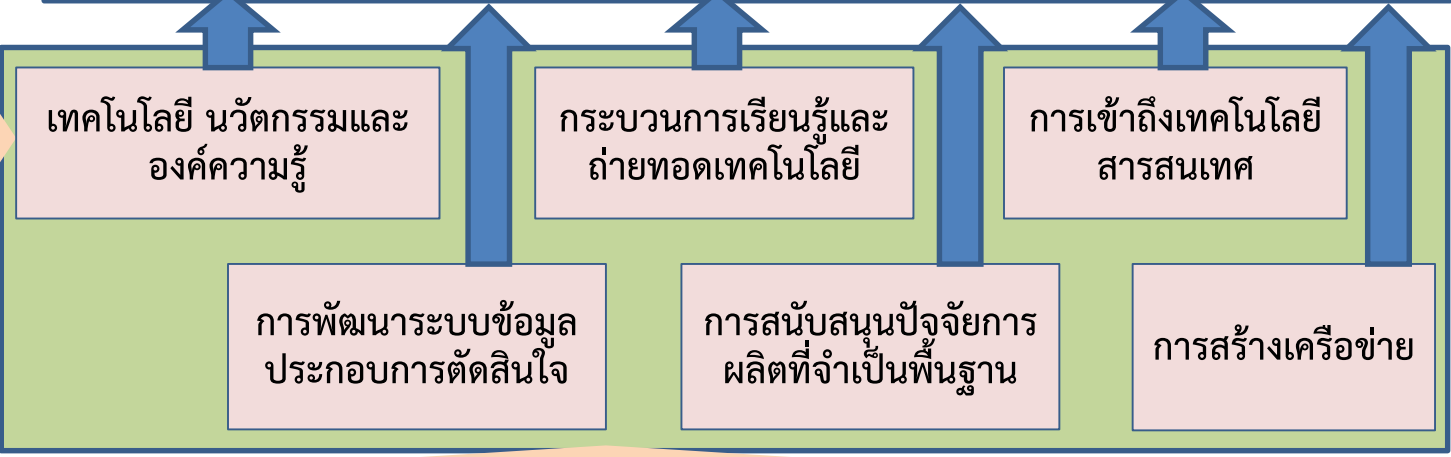 เทคโนโลยี นวัตกรรมและ
องค์ความรู้
กระบวนการเรียนรู้และ
ถ่ายทอดเทคโนโลยี
การเข้าถึงเทคโนโลยี
สารสนเทศ
การพัฒนาระบบข้อมูล
ประกอบการตัดสินใจ
การสนับสนุนปัจจัยการ
ผลิตที่จำเป็นพื้นฐาน
การสร้างเครือข่าย